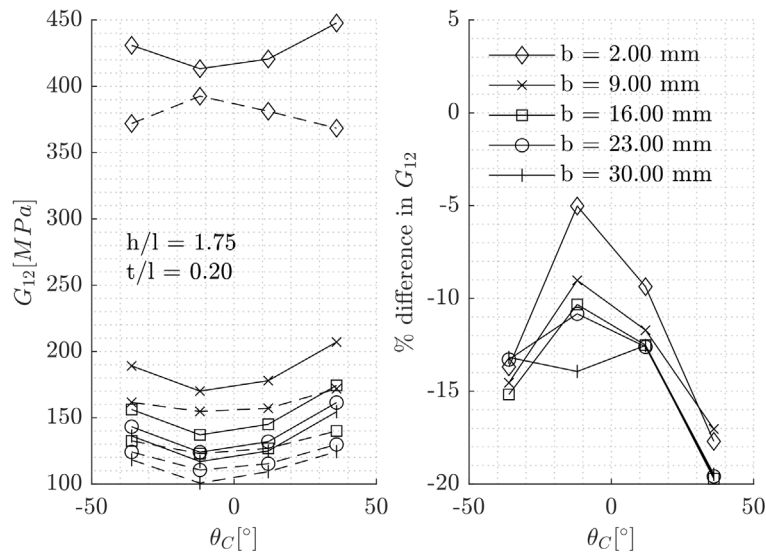 450
400
350
300
250
200
150
100
-50
0
50
G₁₂[MPa]
θ_C[°]
h/l = 1.75
t/l = 0.20
5
0
-5
-10
-15
-20
-50
0
50
% difference in G₁₂
θ_C[°]
b = 2.00 mm
b = 9.00 mm
b = 16.00 mm
b = 23.00 mm
b = 30.00 mm